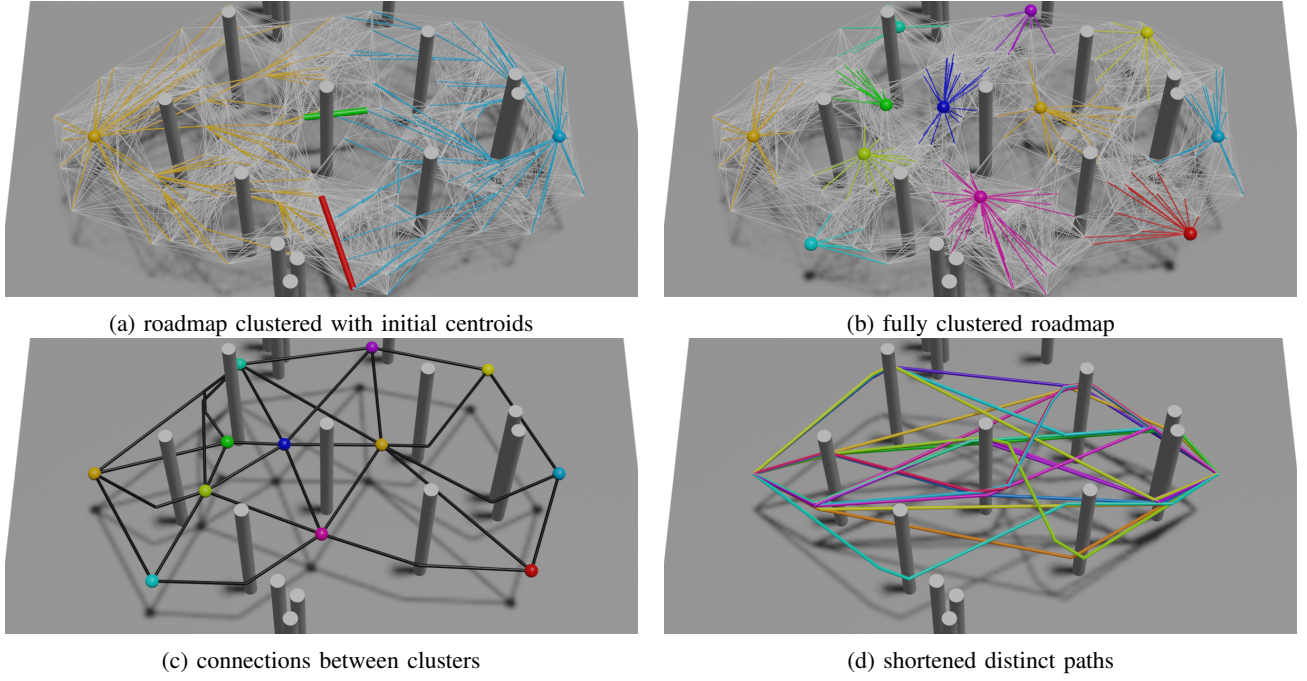 (a) roadmap clustered with initial centroids
(b) fully clustered roadmap
(c) connections between clusters
(d) shortened distinct paths